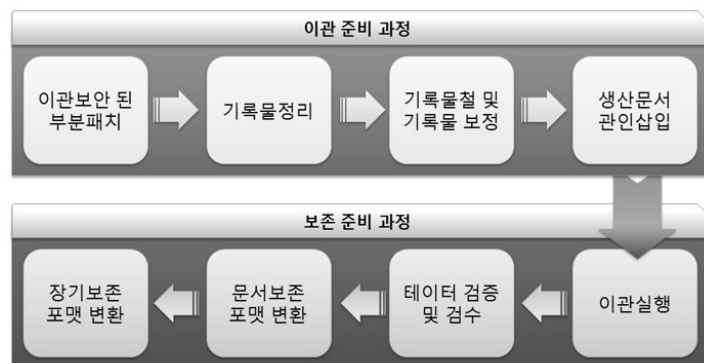 이관 준비 과정
이관보안 된
부분패치
기록물정리
기록물철 및
기록물 보정
생산문서
관인삽입
보존 준비 과정
장기보존
포맷 변환
문서보존
포맷 변환
테이터 검증
및 검수
이관실행